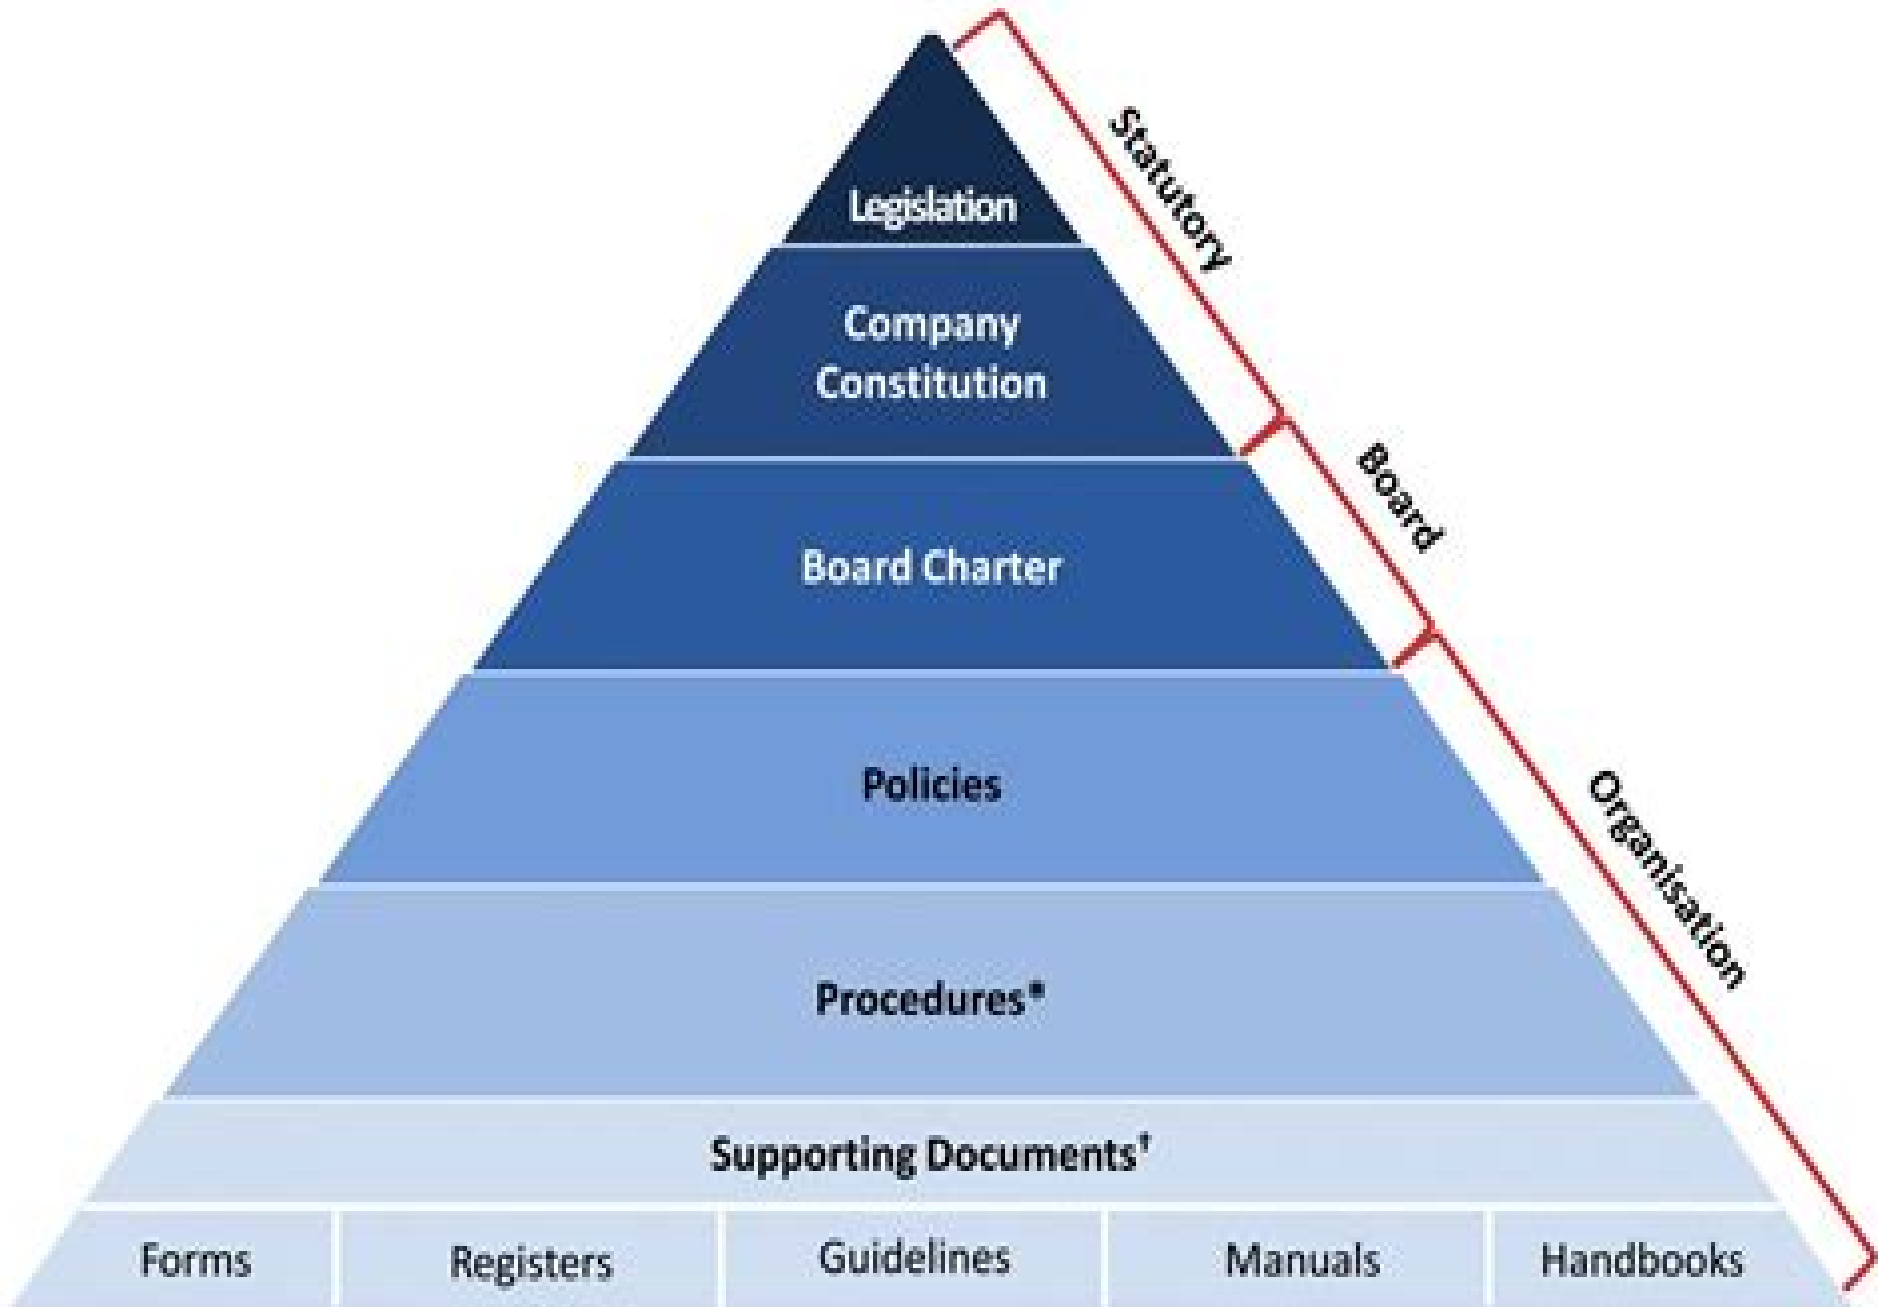 Legislation
Statutory
Company
Constitution
Board
Board Charter
Policies
Organisation
Procedures*
Supporting Documents†
Forms
Registers
Guidelines
Manuals
Handbooks